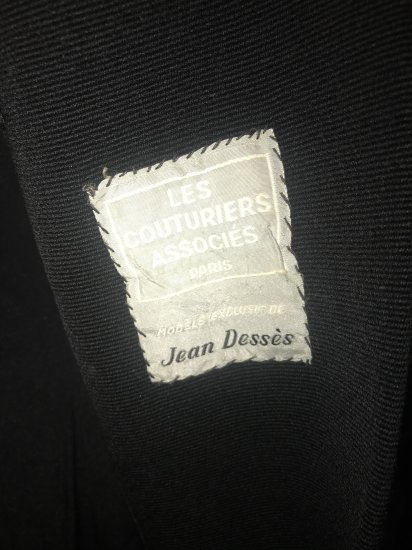 LES
COUTURIERS
ASSOCIÉS
PARIS
MODÈLE EXCLUSIF DE
Jean Dessès